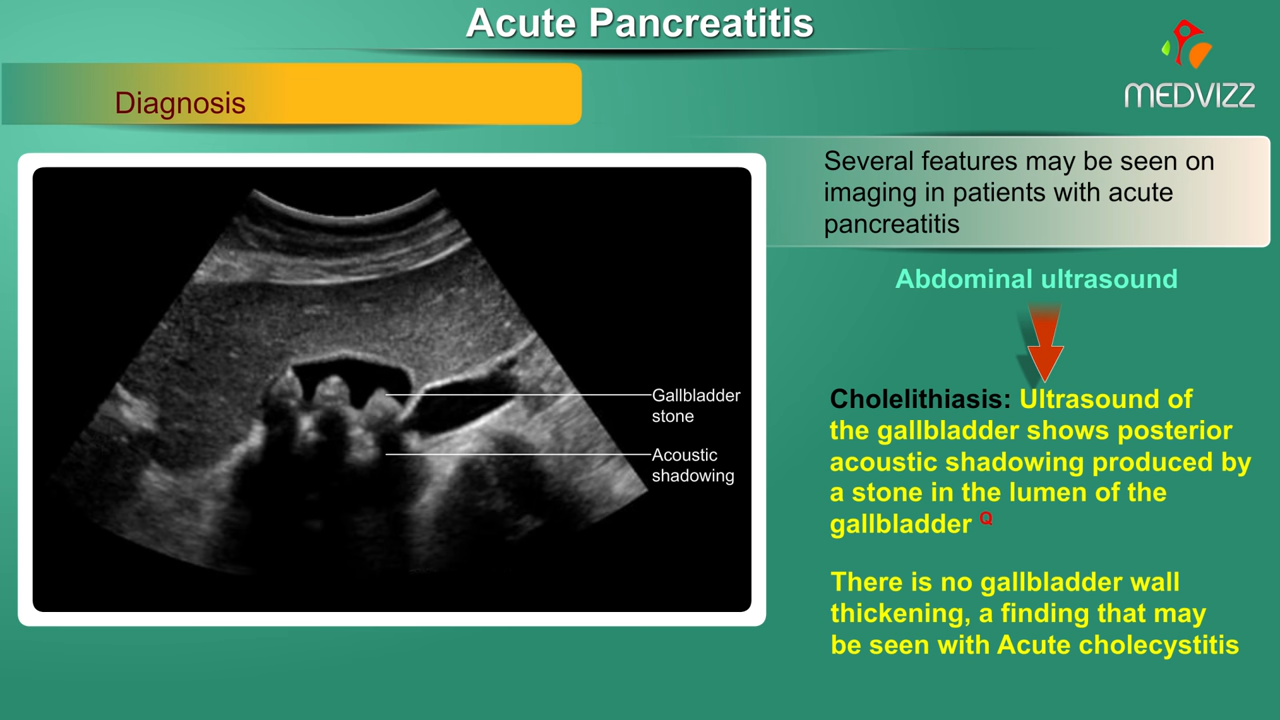 Acute Pancreatitis
MEDVIZZ
Diagnosis
Several features may be seen on
imaging in patients with acute
pancreatitis
Abdominal ultrasound
Gallbladder
stone
Acoustic
shadowing
Cholelithiasis: Ultrasound of
the gallbladder shows posterior
acoustic shadowing produced by
a stone in the lumen of the
gallbladder Q
There is no gallbladder wall
thickening, a finding that may
be seen with Acute cholecystitis